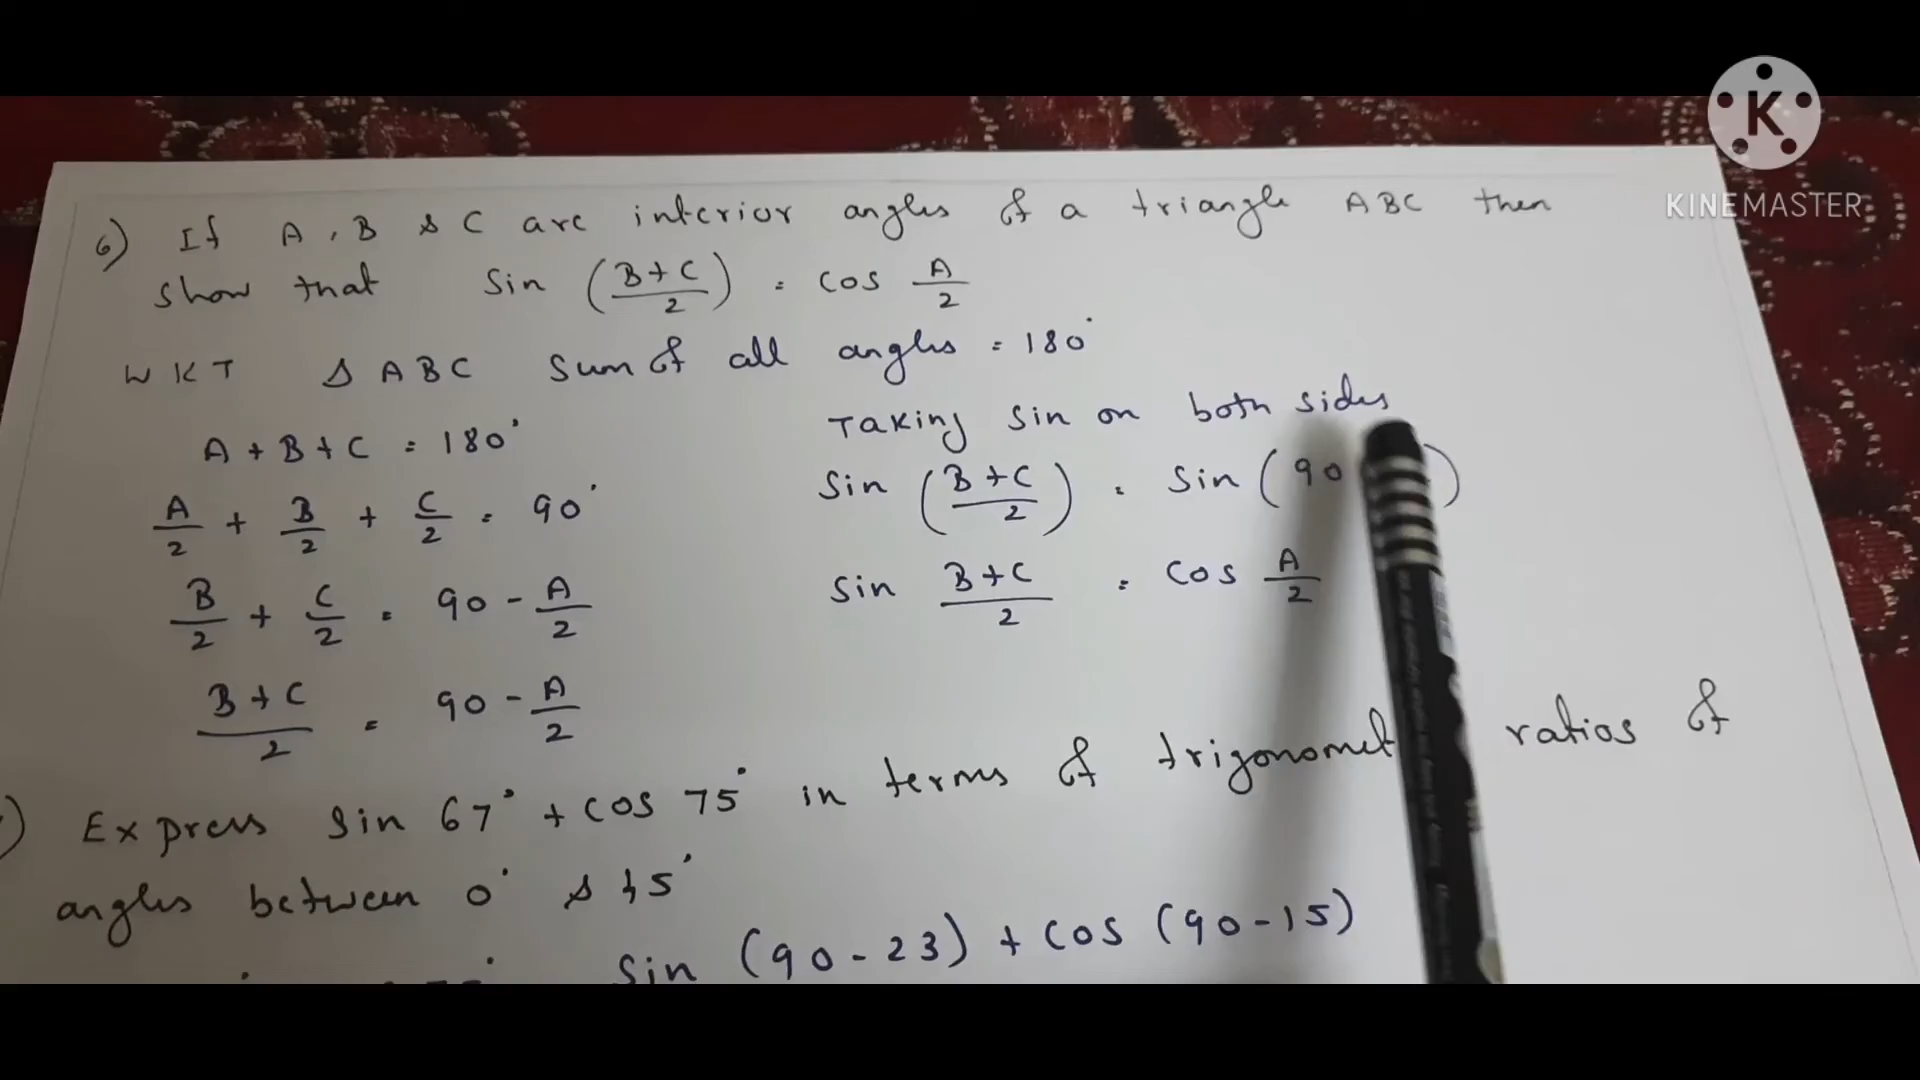 K
KINEMASTER
6) If A, B & C are interior angles of a triangle ABC then
show that Sin (B+C/2) = cos A/2
WKT Δ ABC Sum of all angles = 180°
A + B + C = 180°
A/2 + B/2 + C/2 = 90°
B/2 + C/2 = 90 - A/2
B+C/2 = 90 - A/2
Taking Sin on both sides
Sin (B+C/2) = Sin (90 )
Sin B+C/2 = Cos A/2
) Express Sin 67° + Cos 75° in terms of trigonomet ratios of
angles between 0° & 45°
Sin (90-23) + Cos (90-15)